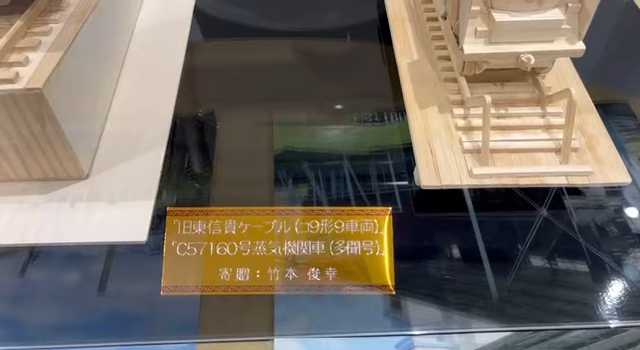 「旧東信貴ケーブル(コ9形9車両)」
「C57160号蒸気機関車(多聞号)」
寄贈：竹本 俊幸